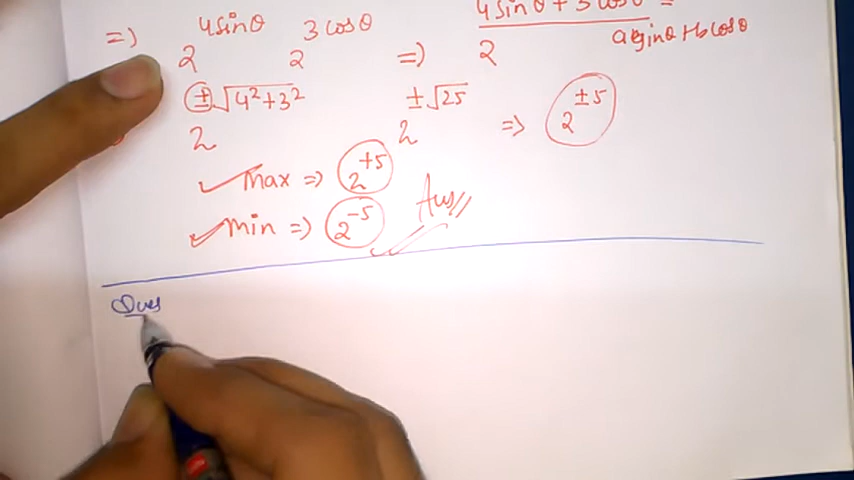 4sinθ + 3cosθ =
=) 2^4sinθ 2^3cosθ =) 2 asinθ + b cosθ
2^±√4²+3² 2^±√25 =) 2^±5
max =) 2^+5
min =) 2^-5 Ans
Ques